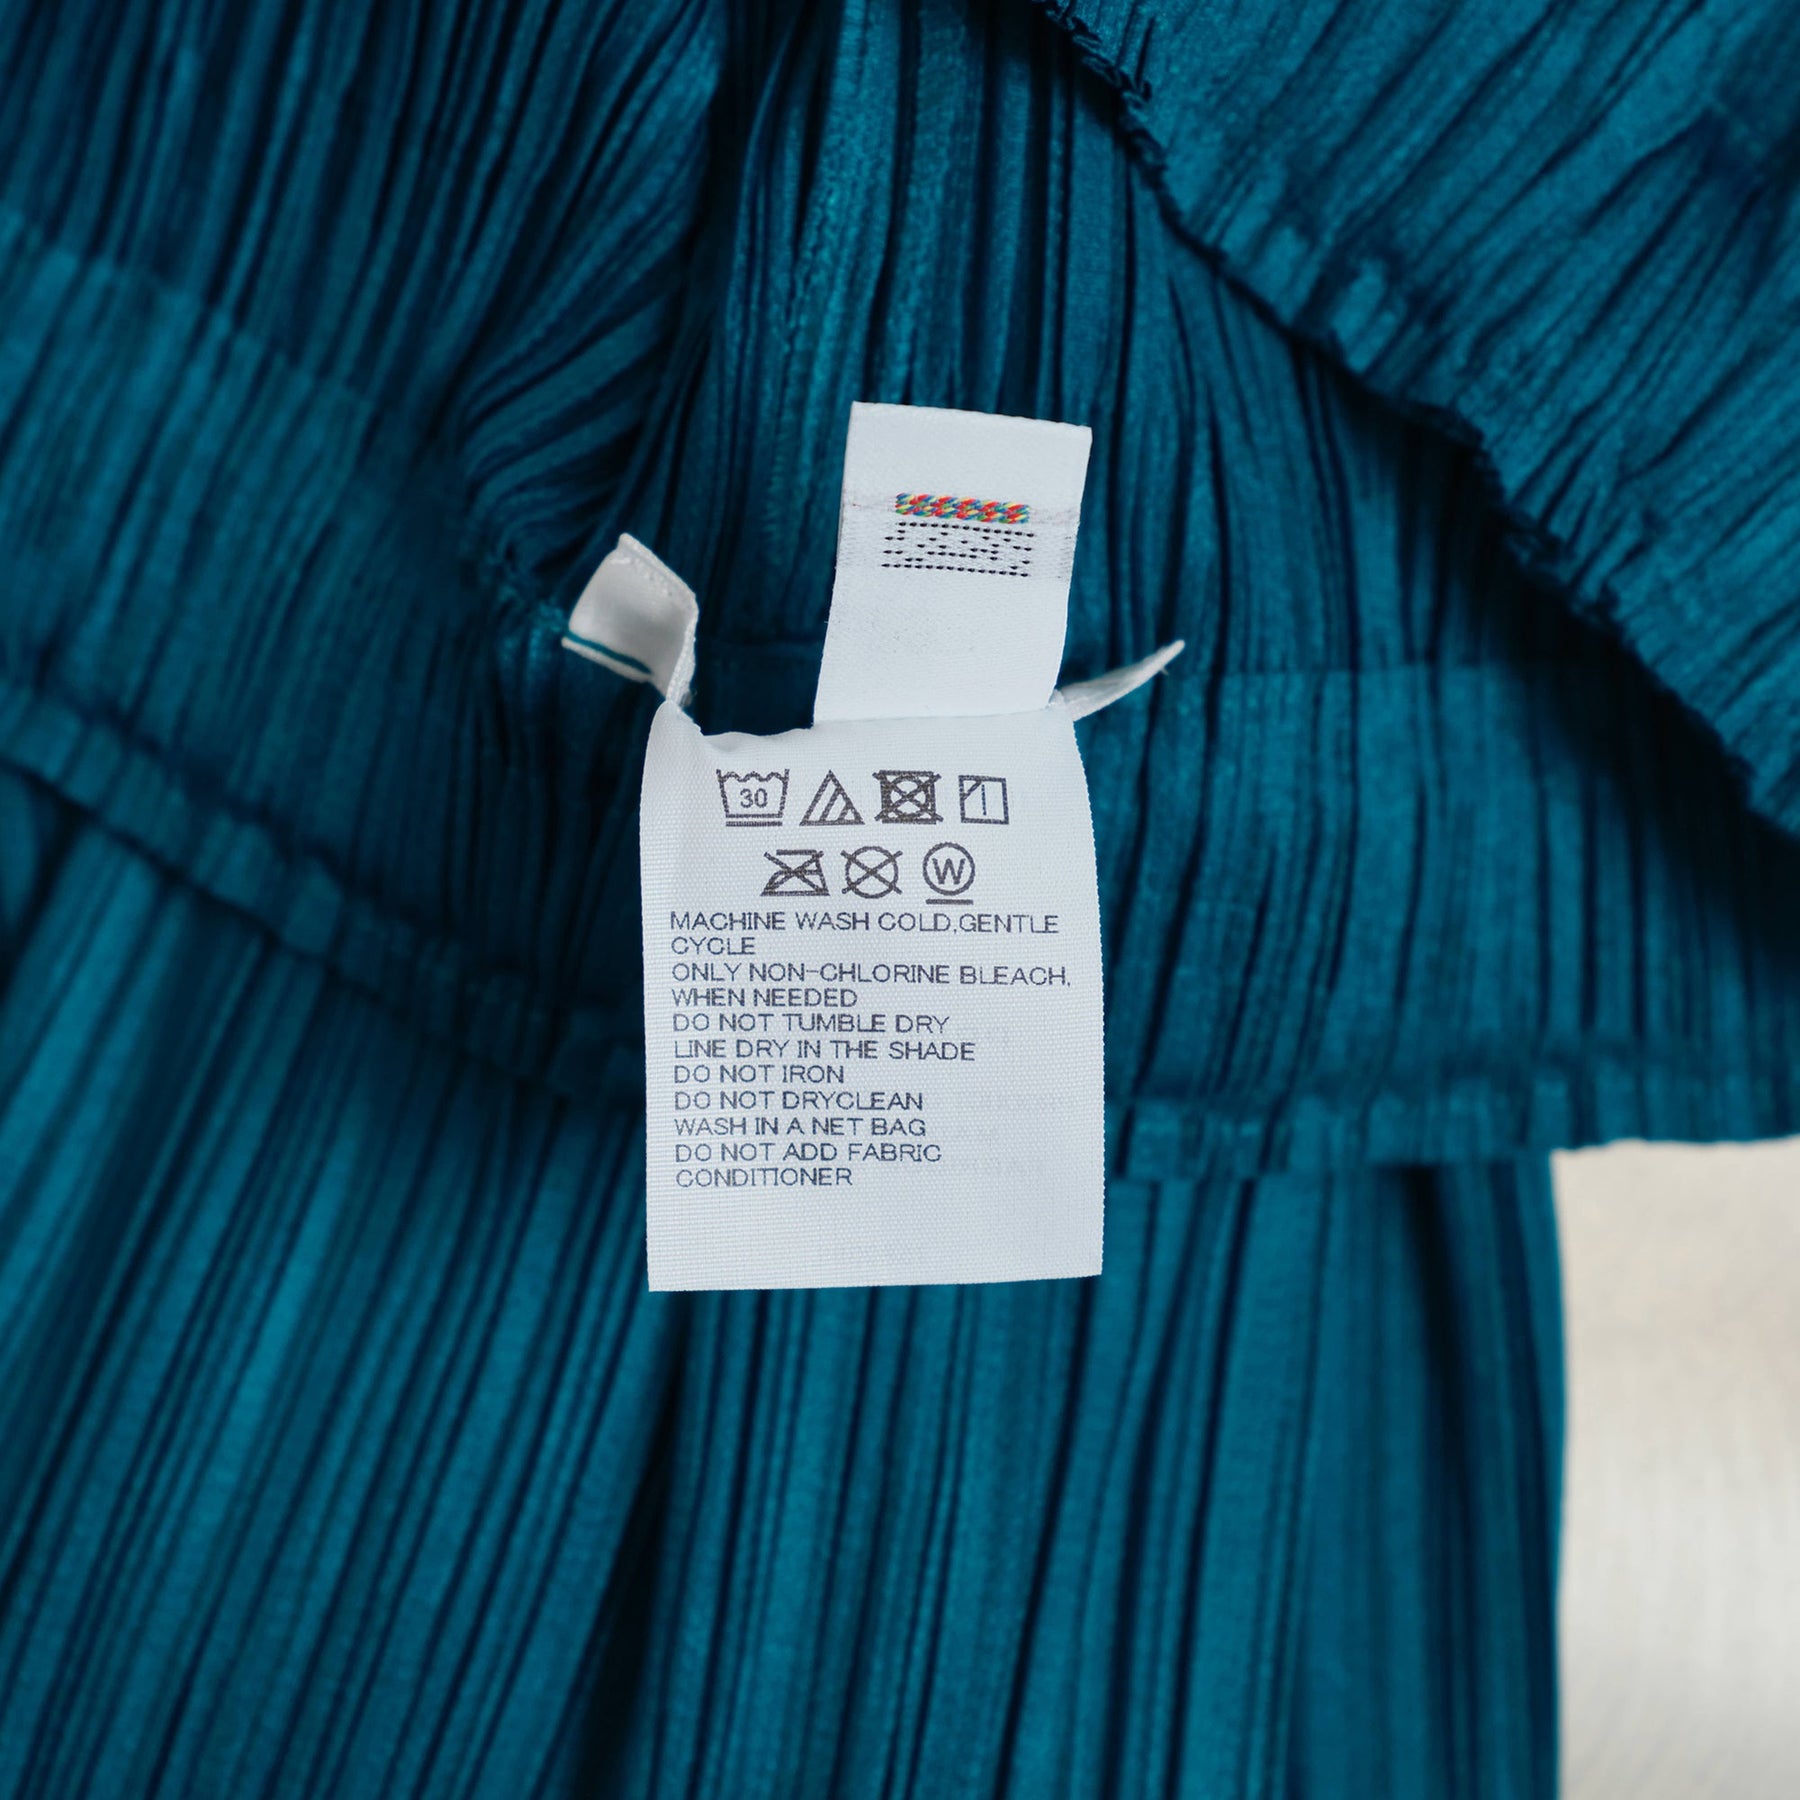 30
W
MACHINE WASH COLD,GENTLE
CYCLE
ONLY NON-CHLORINE BLEACH,
WHEN NEEDED
DO NOT TUMBLE DRY
LINE DRY IN THE SHADE
DO NOT IRON
DO NOT DRYCLEAN
WASH IN A NET BAG
DO NOT ADD FABRIC
CONDITIONER